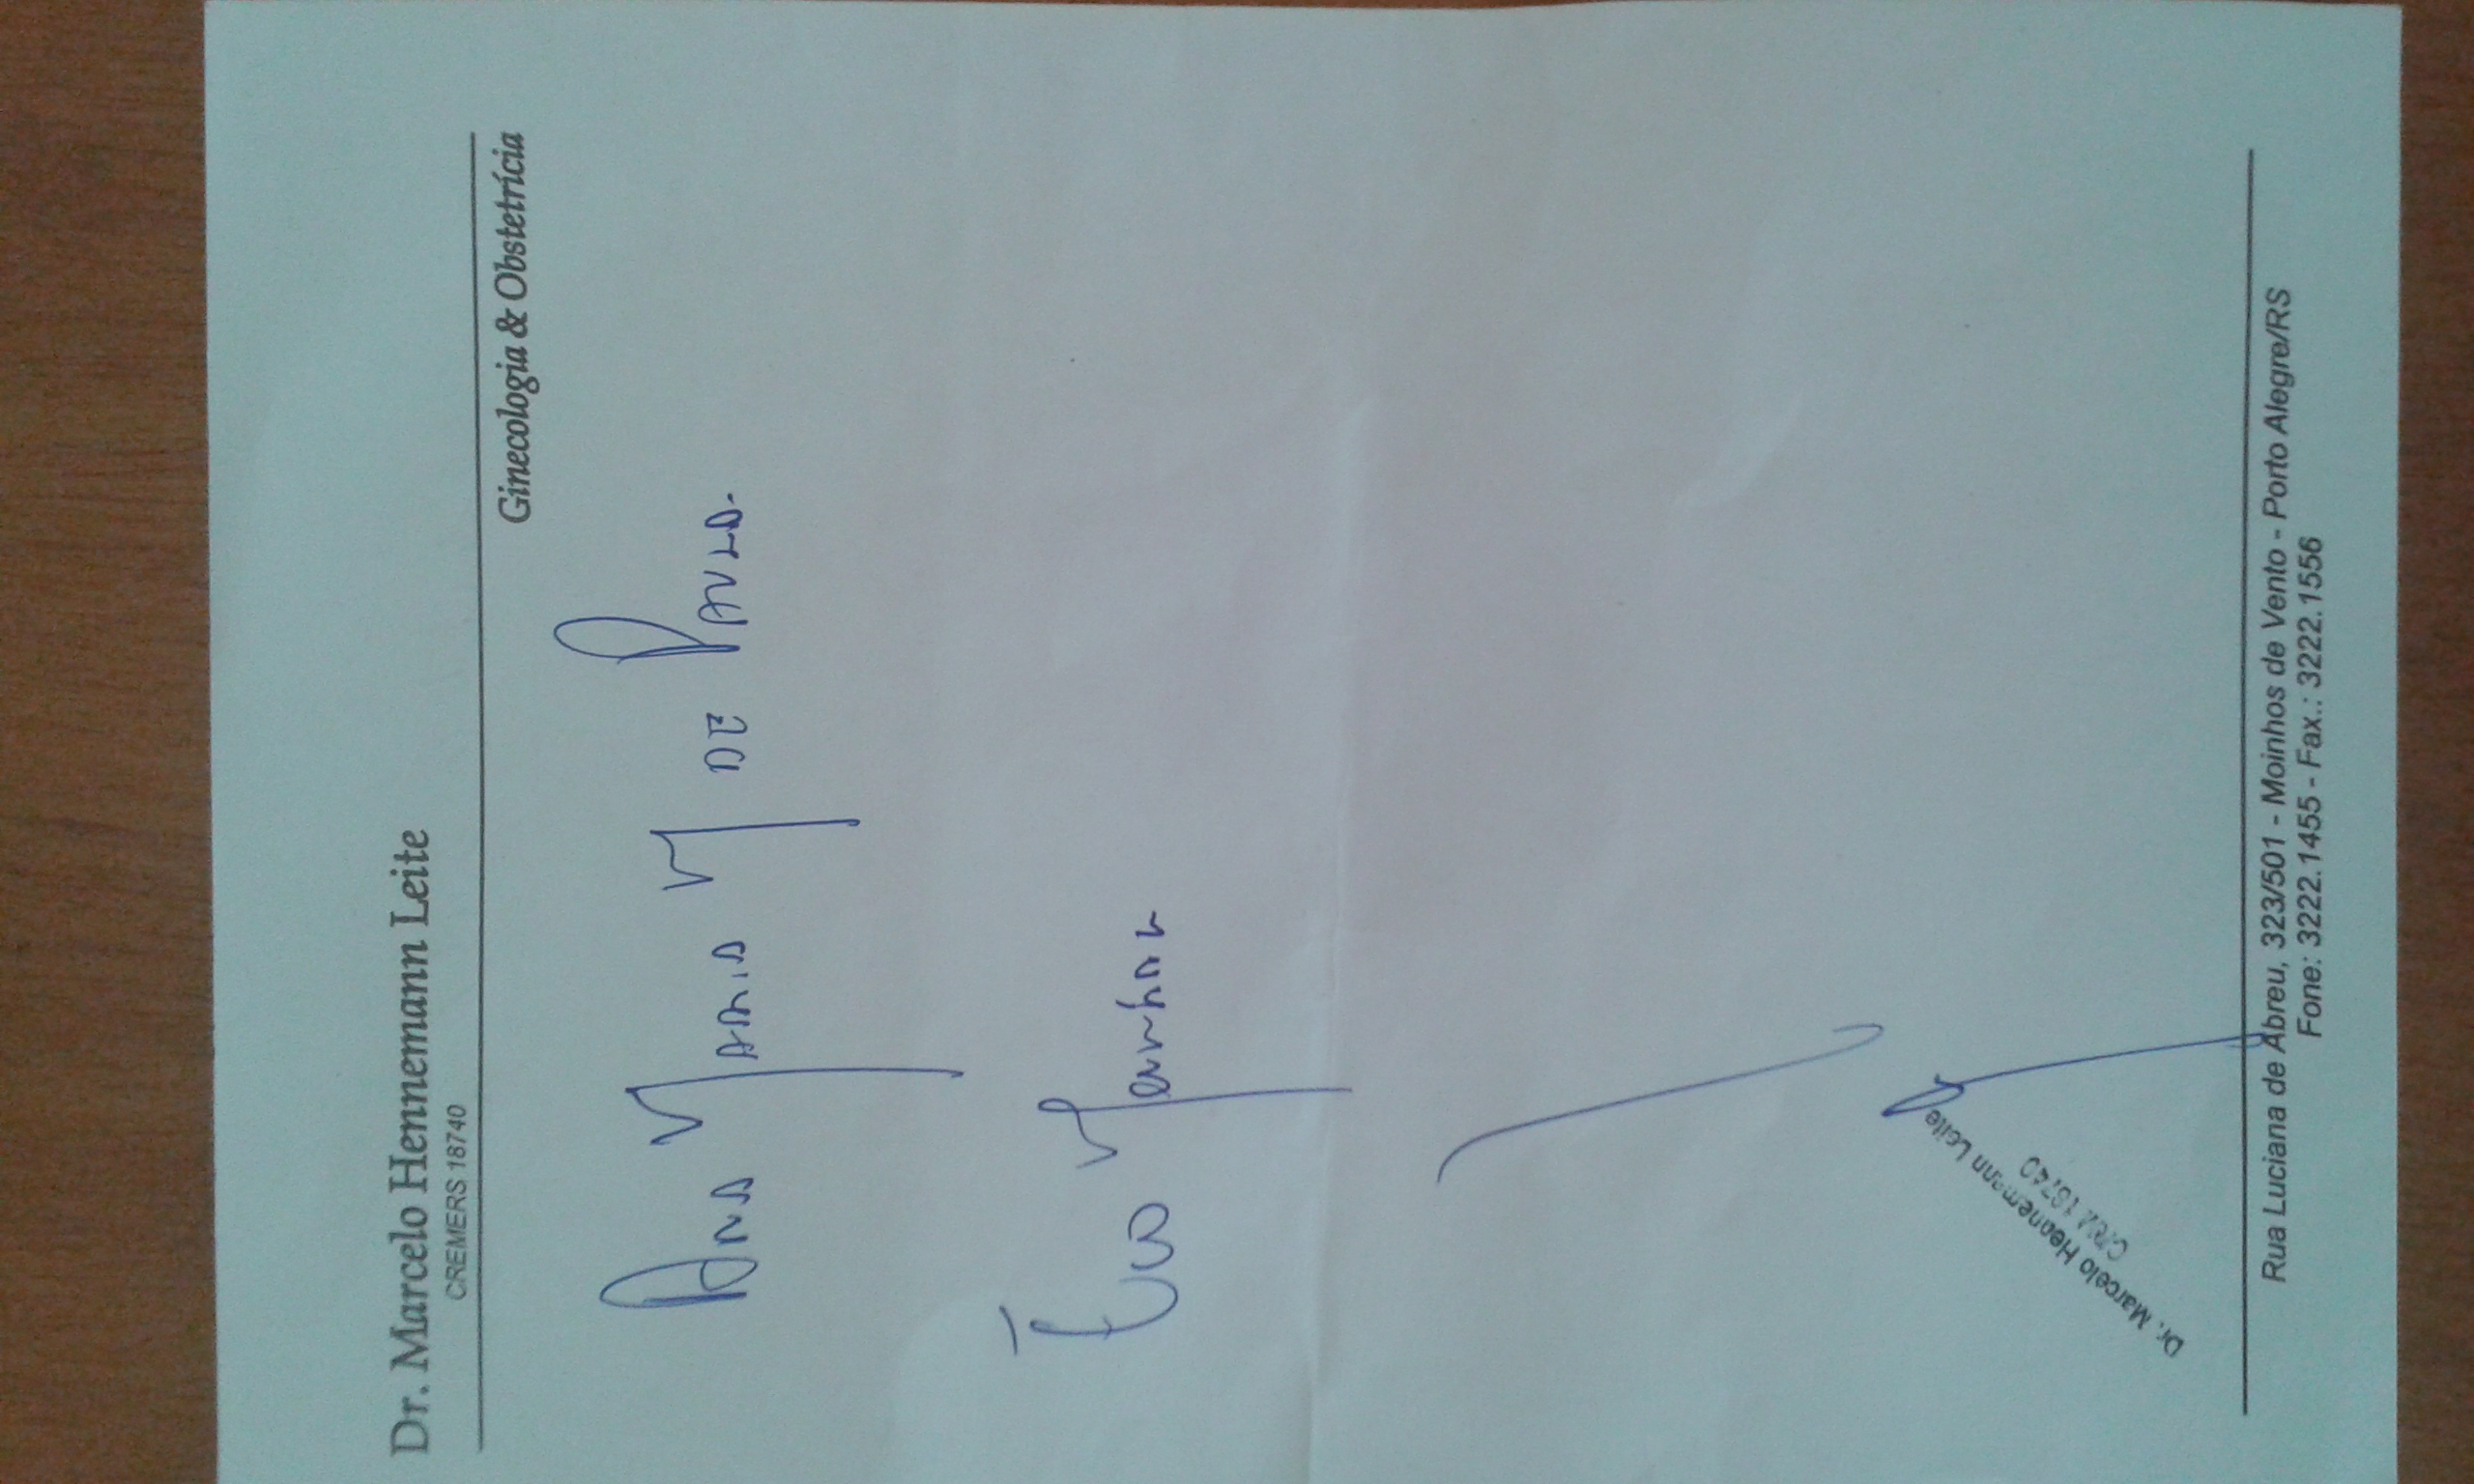 Dr. Marcelo Hennemann Leite
CREMERS 18740
Ginecologia & Obstetrícia
Ana Maria M de Paula.
Eco
Dr. Marcelo Hennemann Leite
CRM 18740
Rua Luciana de Abreu, 323/501 - Moinhos de Vento - Porto Alegre/RS
Fone: 3222.1455 - Fax.: 3222.1556